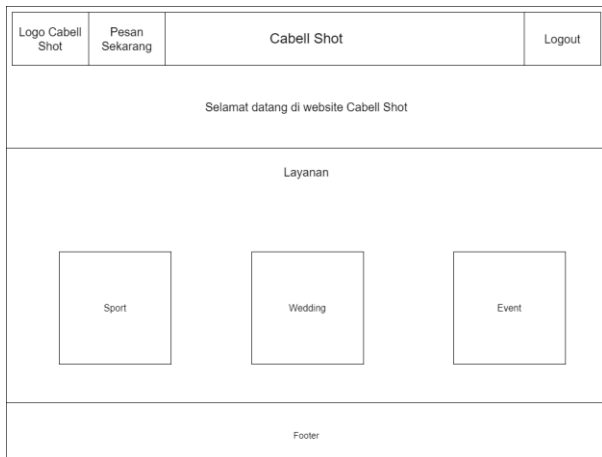 Logo Cabell
Shot
Pesan
Sekarang
Cabell Shot
Logout
Selamat datang di website Cabell Shot
Layanan
Sport
Wedding
Event
Footer